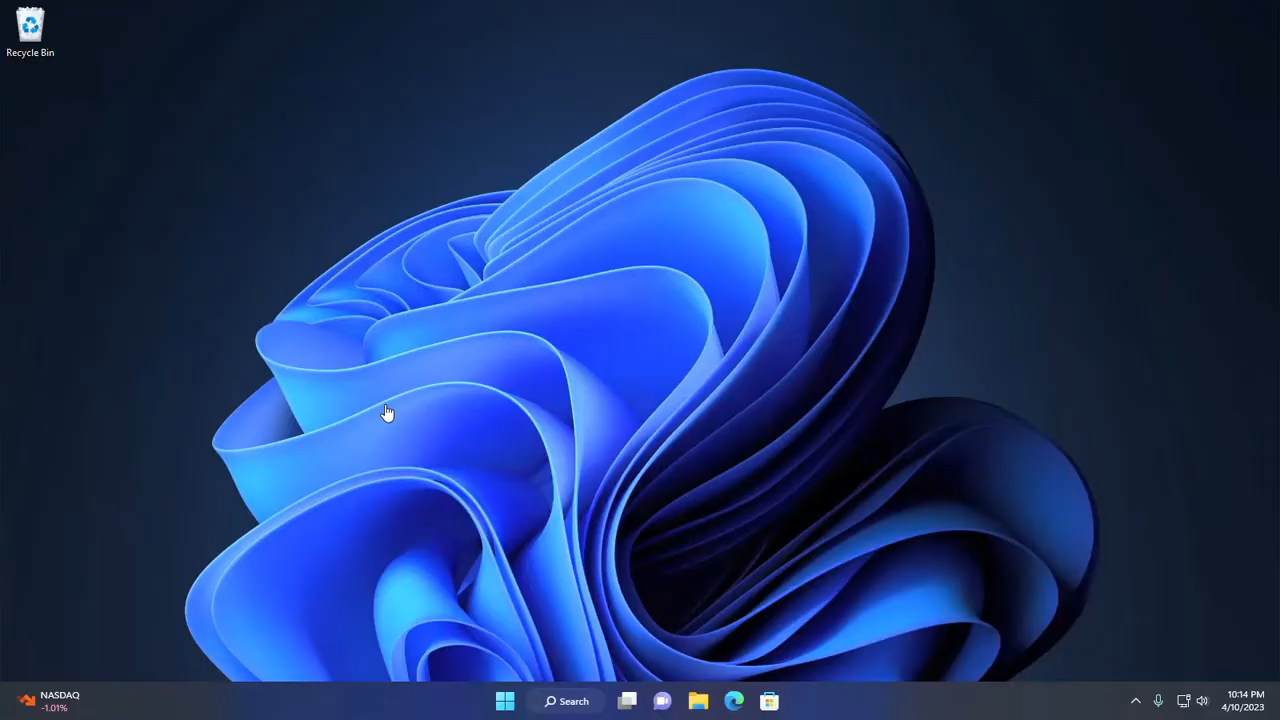 Recycle Bin
NASDAQ
-1.01%
Search
10:14 PM
4/10/2023